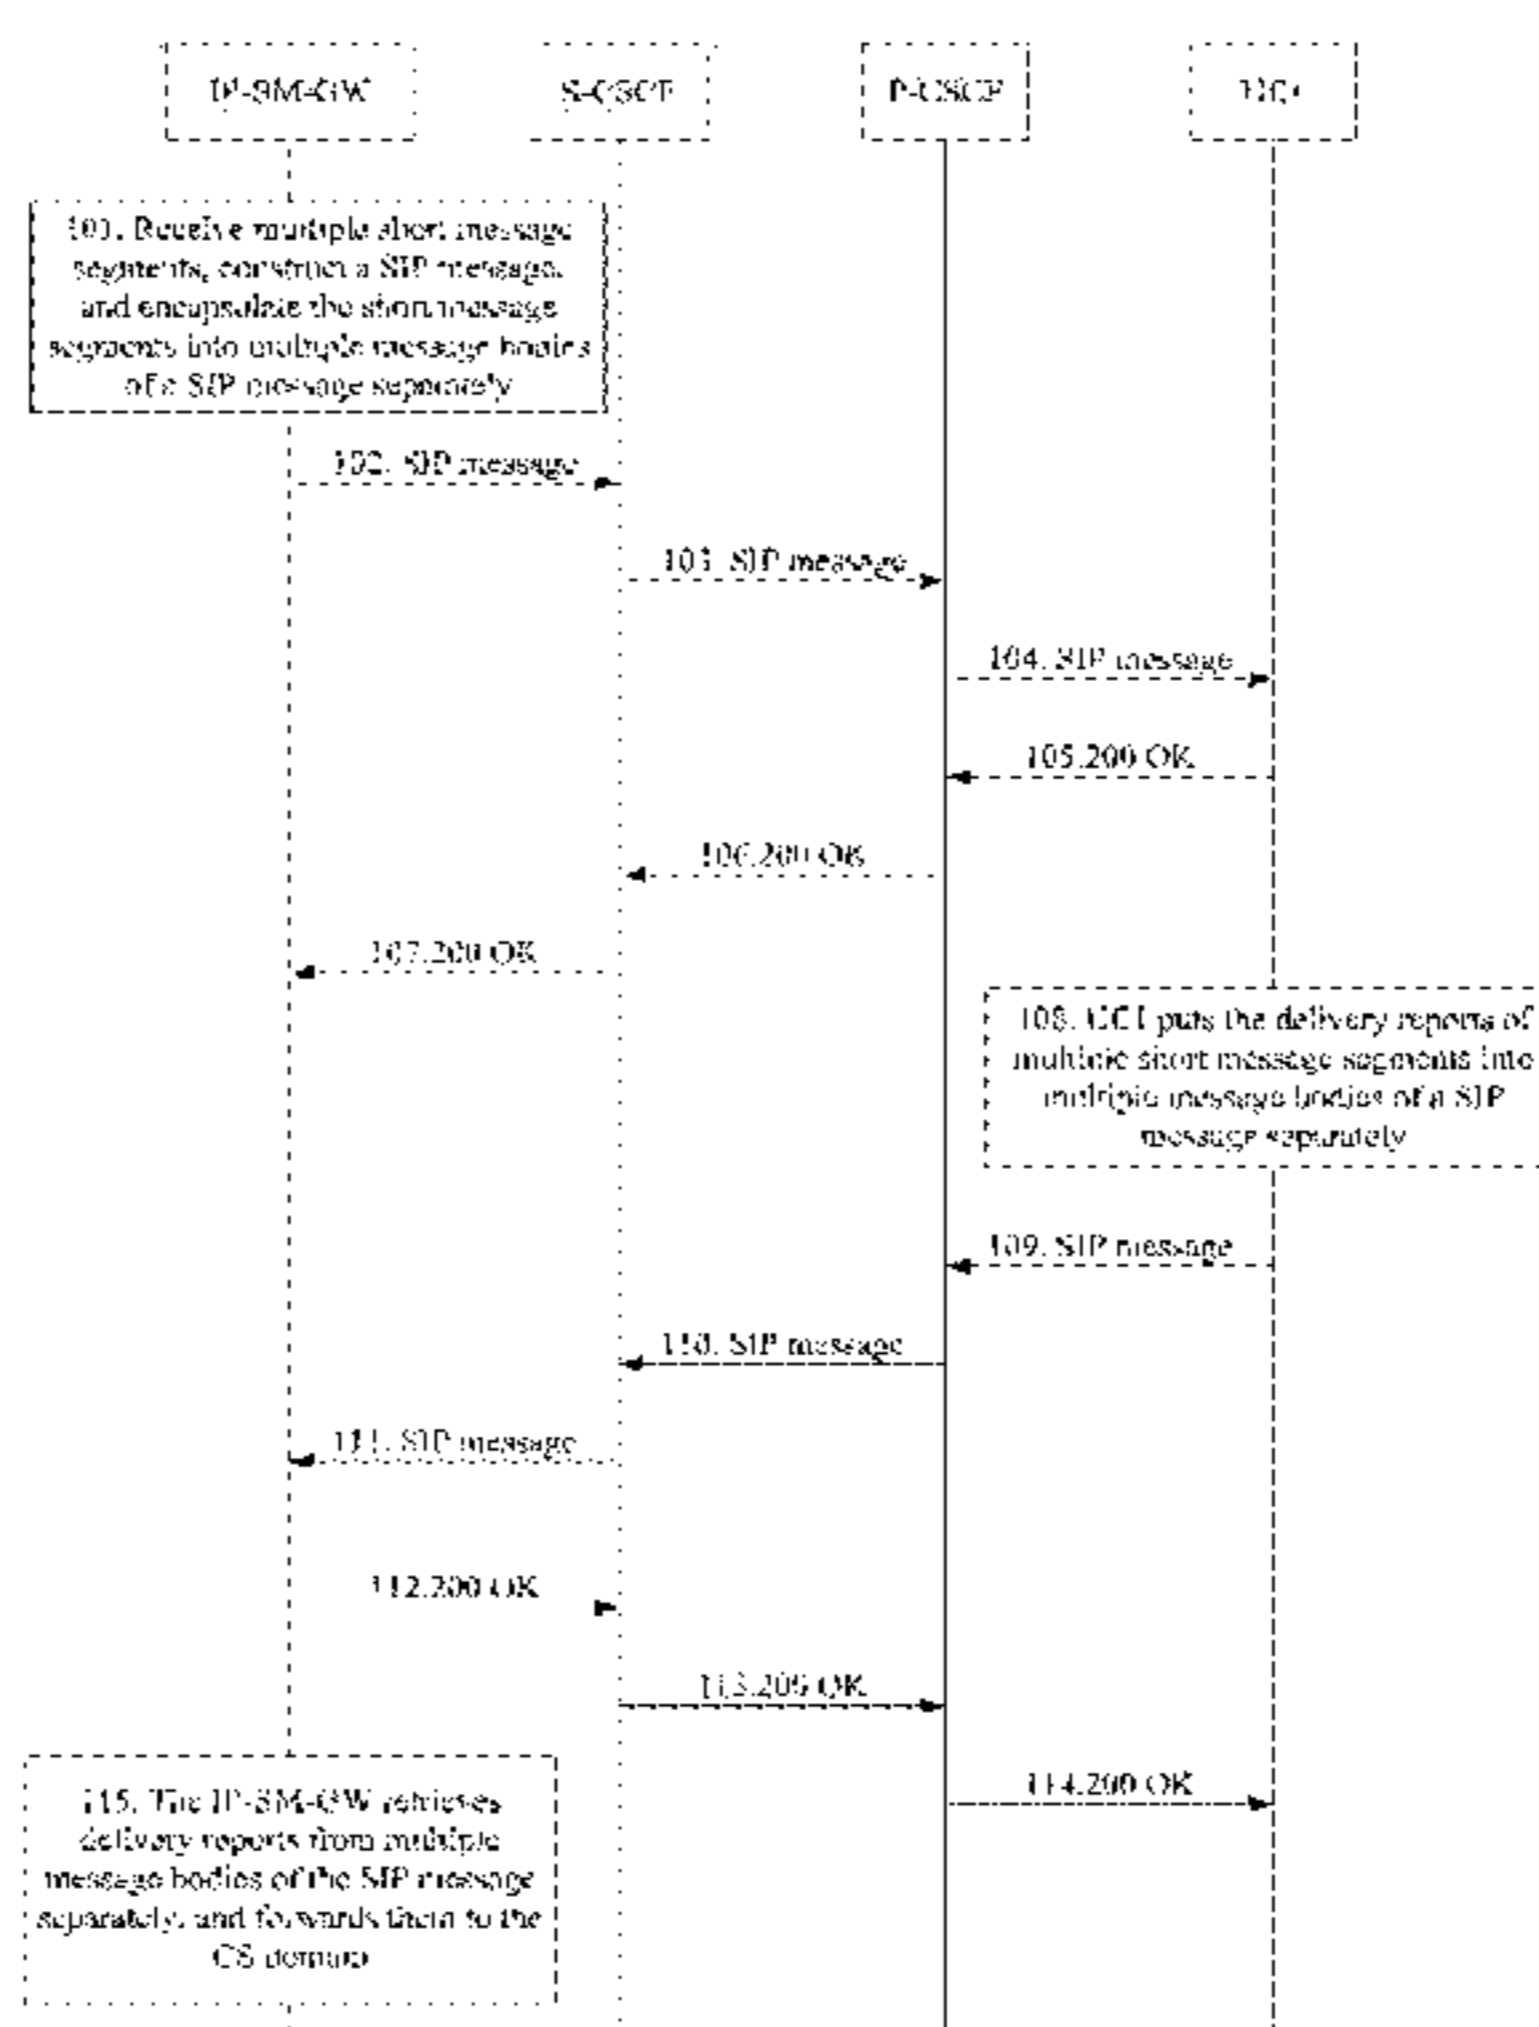 IP-SM-GW
S-CSCF
P-CSCF
UE1
101. Receive multiple short message
segments, construct a SIP message,
and encapsulate the short message
segments into multiple message bodies
of a SIP message separately
102. SIP message
103. SIP message
104. SIP message
105.200 OK
106.200 OK
107.200 OK
108. UE1 puts the delivery reports of
multiple short message segments into
multiple message bodies of a SIP
message separately
109. SIP message
110. SIP message
111. SIP message
112.200 OK
113.200 OK
114.200 OK
115. The IP-SM-GW retrieves
delivery reports from multiple
message bodies of the SIP message
separately, and forwards them to the
CS domain